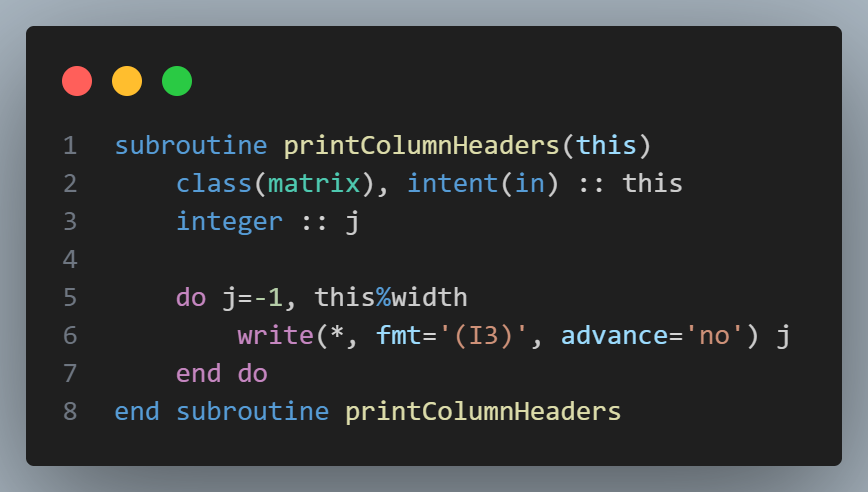 1 subroutine printColumnHeaders(this)
2     class(matrix), intent(in) :: this
3     integer :: j
4
5     do j=-1, this%width
6         write(*, fmt='(I3)', advance='no') j
7     end do
8 end subroutine printColumnHeaders